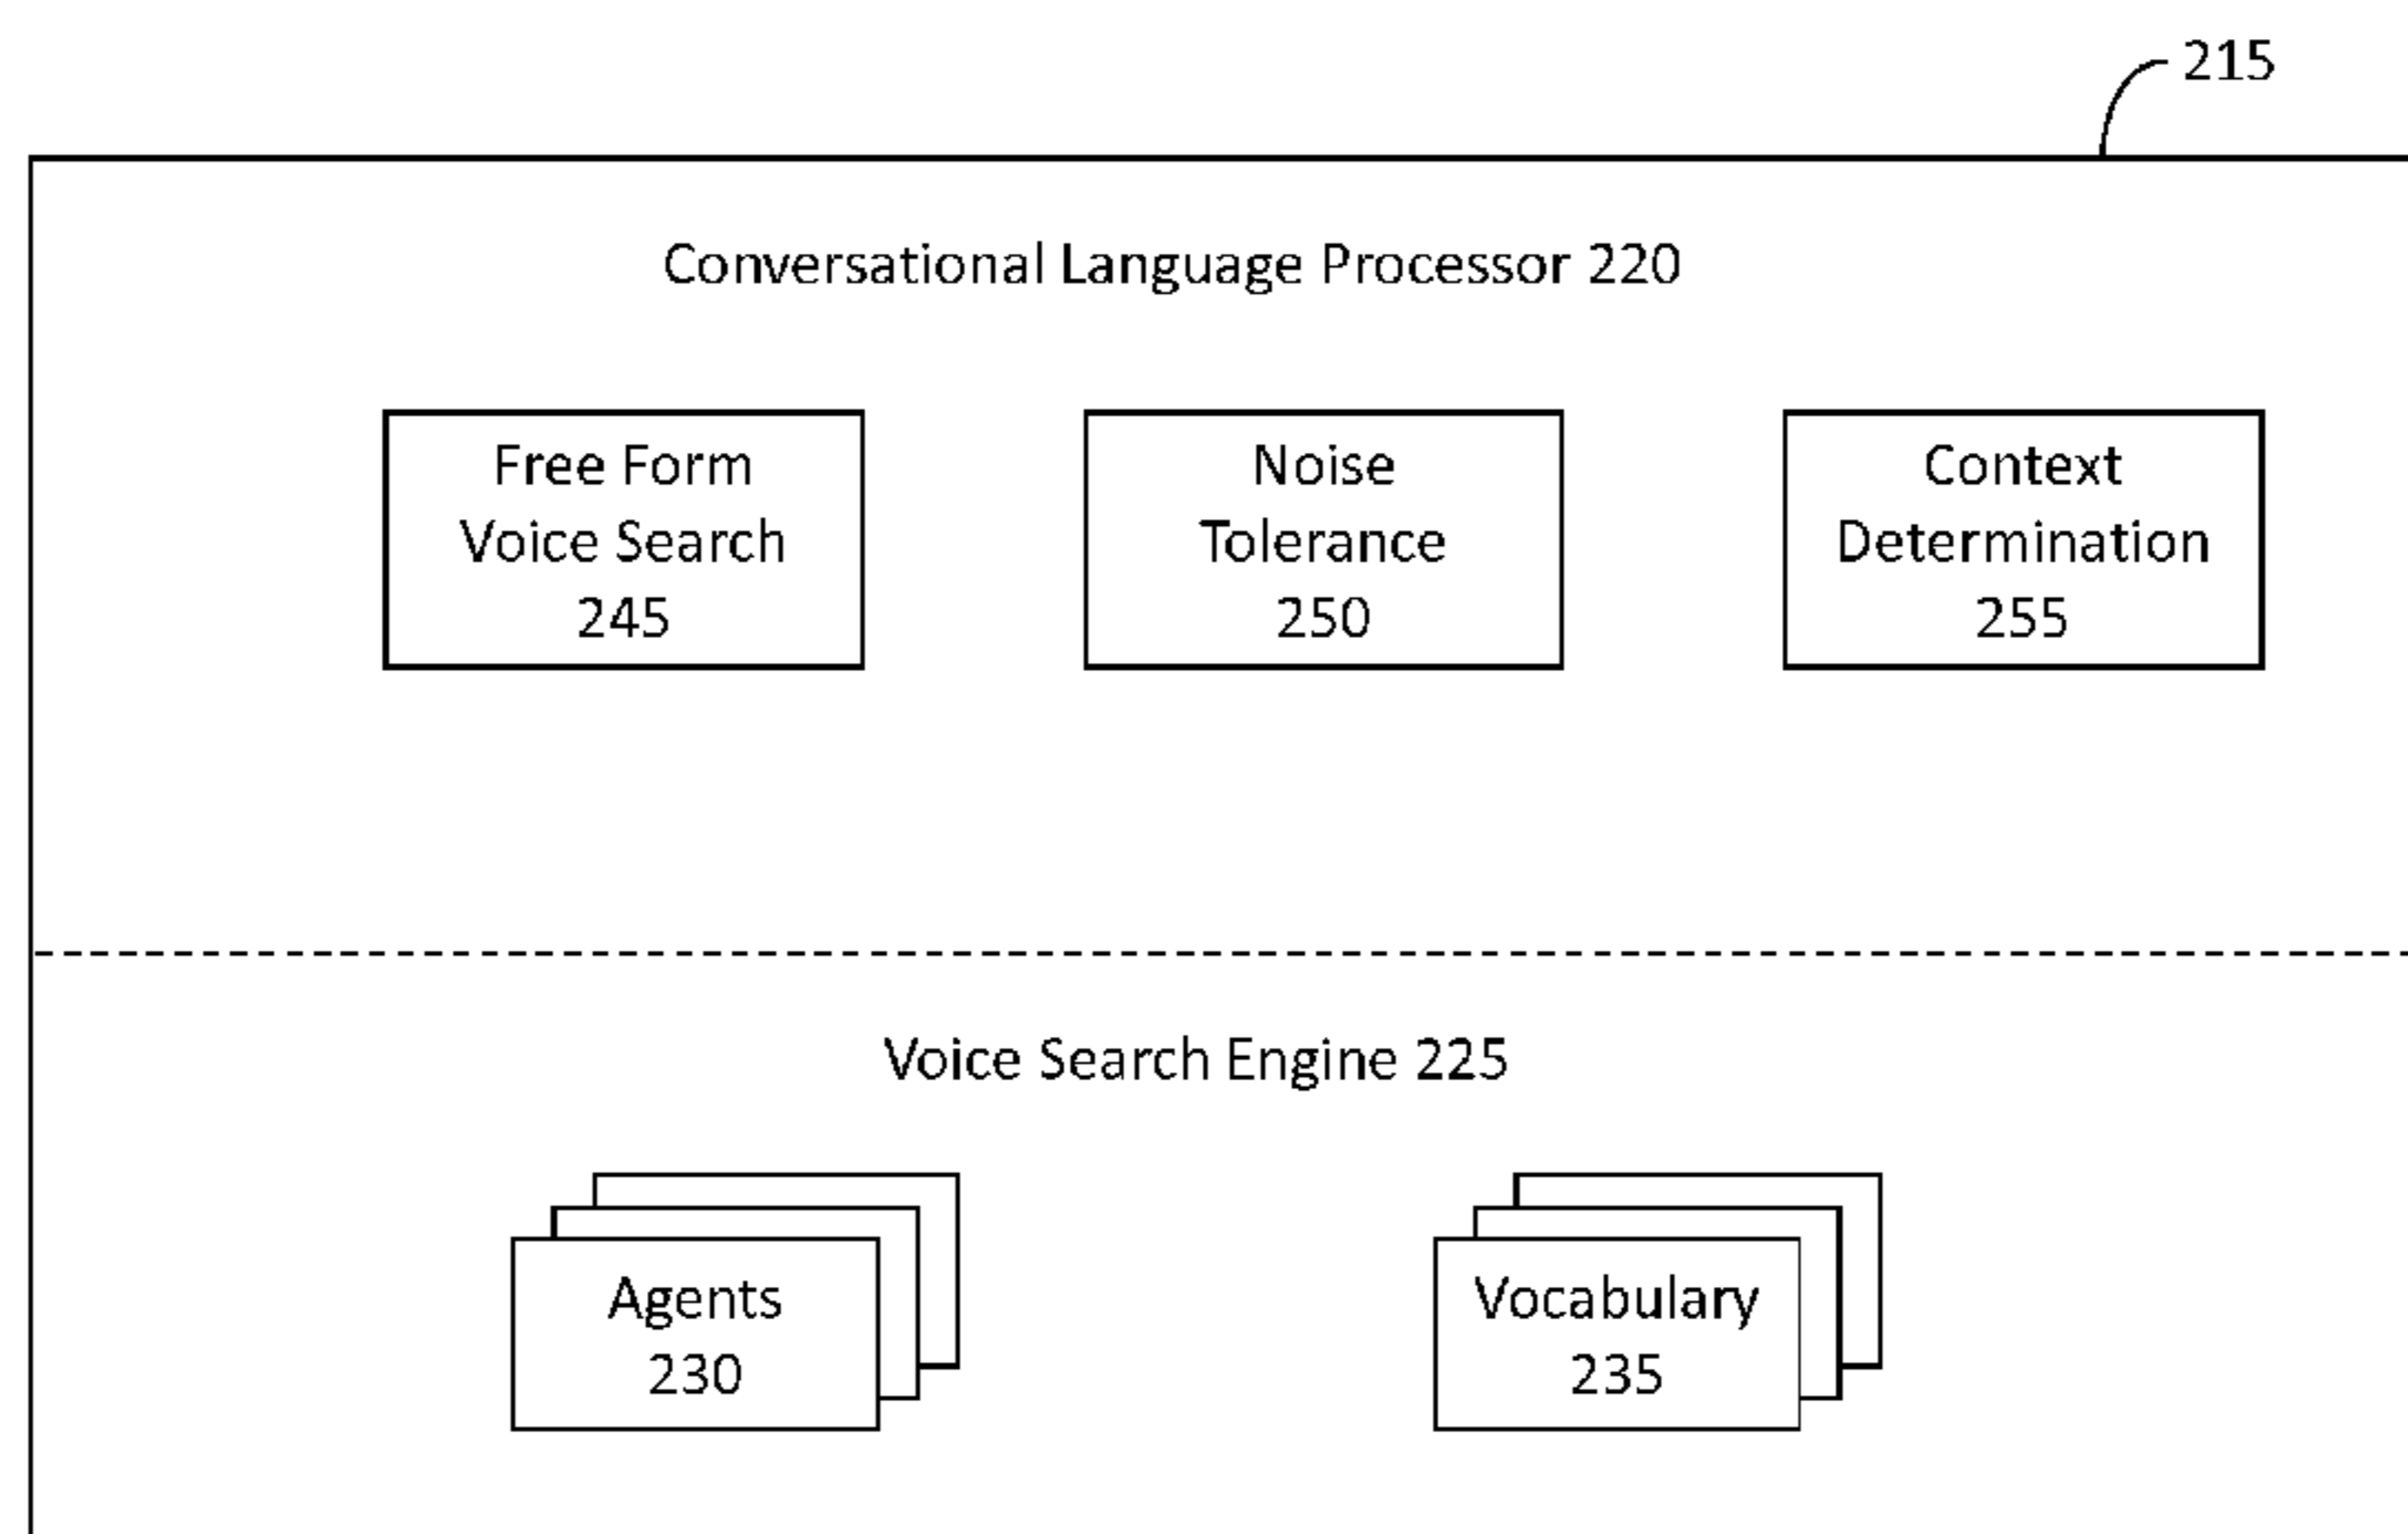 215
Conversational Language Processor 220
Free Form
Voice Search
245
Noise
Tolerance
250
Context
Determination
255
Voice Search Engine 225
Agents
230
Vocabulary
235